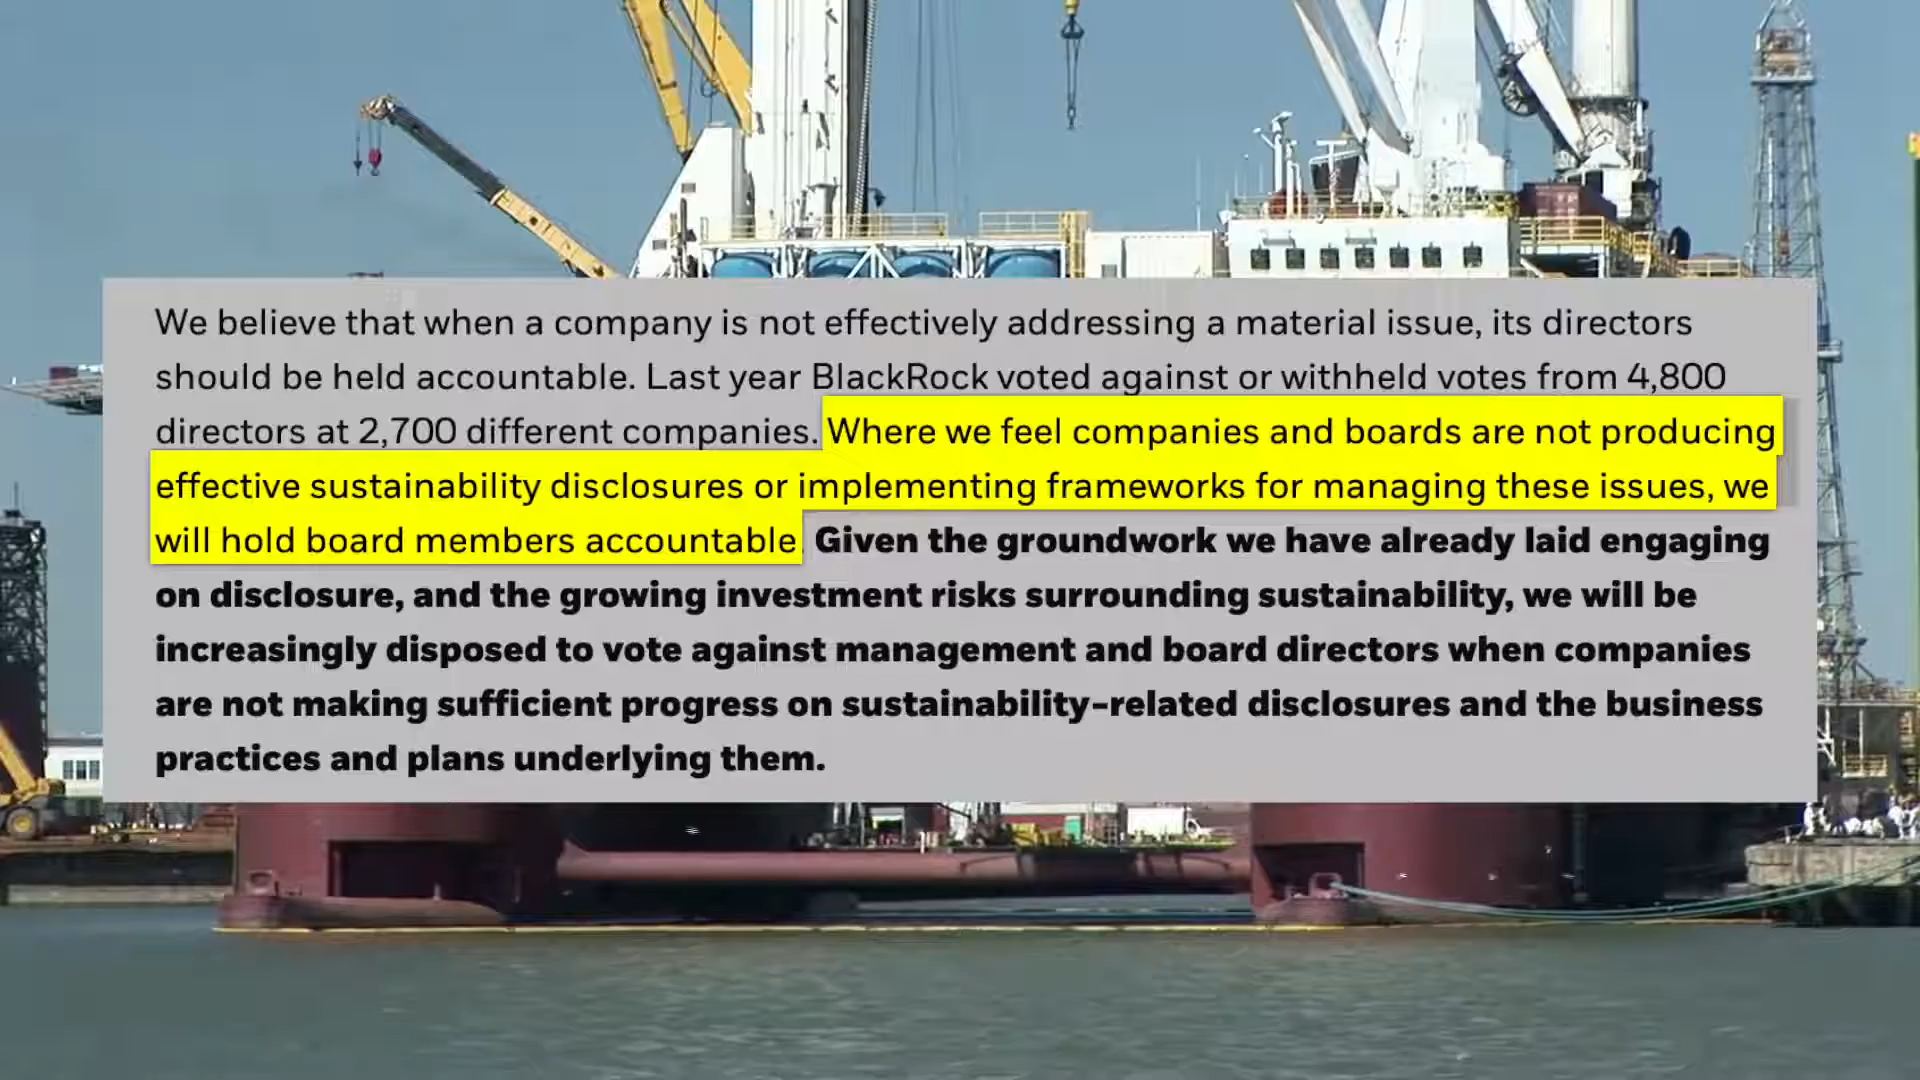 We believe that when a company is not effectively addressing a material issue, its directors
should be held accountable. Last year BlackRock voted against or withheld votes from 4,800
directors at 2,700 different companies. Where we feel companies and boards are not producing
effective sustainability disclosures or implementing frameworks for managing these issues, we
will hold board members accountable. Given the groundwork we have already laid engaging
on disclosure, and the growing investment risks surrounding sustainability, we will be
increasingly disposed to vote against management and board directors when companies
are not making sufficient progress on sustainability-related disclosures and the business
practices and plans underlying them.